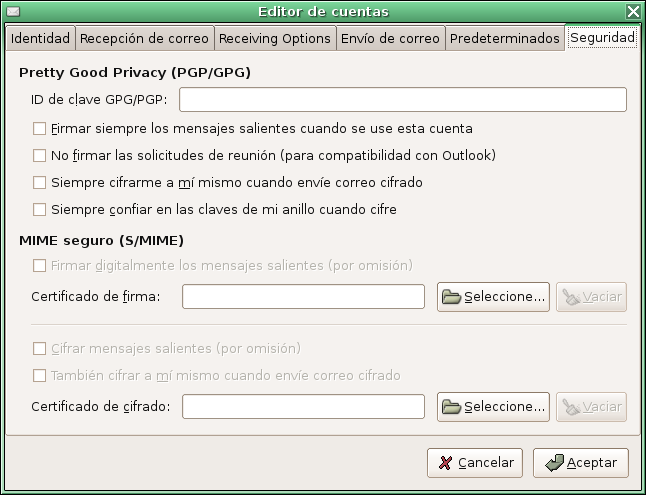 Editor de cuentas
Identidad Recepción de correo Receiving Options Envío de correo Predeterminados Seguridad
Pretty Good Privacy (PGP/GPG)
ID de clave GPG/PGP:
Firmar siempre los mensajes salientes cuando se use esta cuenta
No firmar las solicitudes de reunión (para compatibilidad con Outlook)
Siempre cifrarme a mí mismo cuando envíe correo cifrado
Siempre confiar en las claves de mi anillo cuando cifre
MIME seguro (S/MIME)
Firmar digitalmente los mensajes salientes (por omisión)
Certificado de firma: Seleccione... Vaciar
Cifrar mensajes salientes (por omisión)
También cifrar a mí mismo cuando envíe correo cifrado
Certificado de cifrado: Seleccione... Vaciar
Cancelar Aceptar